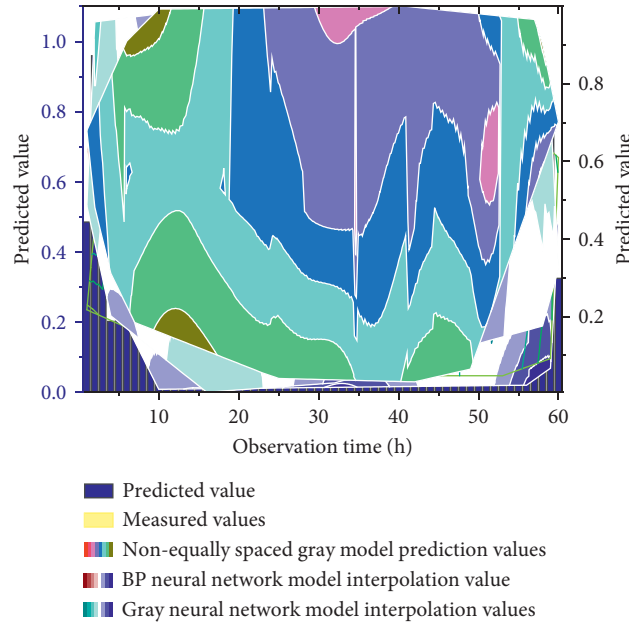 1.0
0.8
0.6
0.4
0.2
0.0
Predicted value
0.8
0.6
0.4
0.2
Predicted value
10 20 30 40 50 60
Observation time (h)
Predicted value
Measured values
Non-equally spaced gray model prediction values
BP neural network model interpolation value
Gray neural network model interpolation values